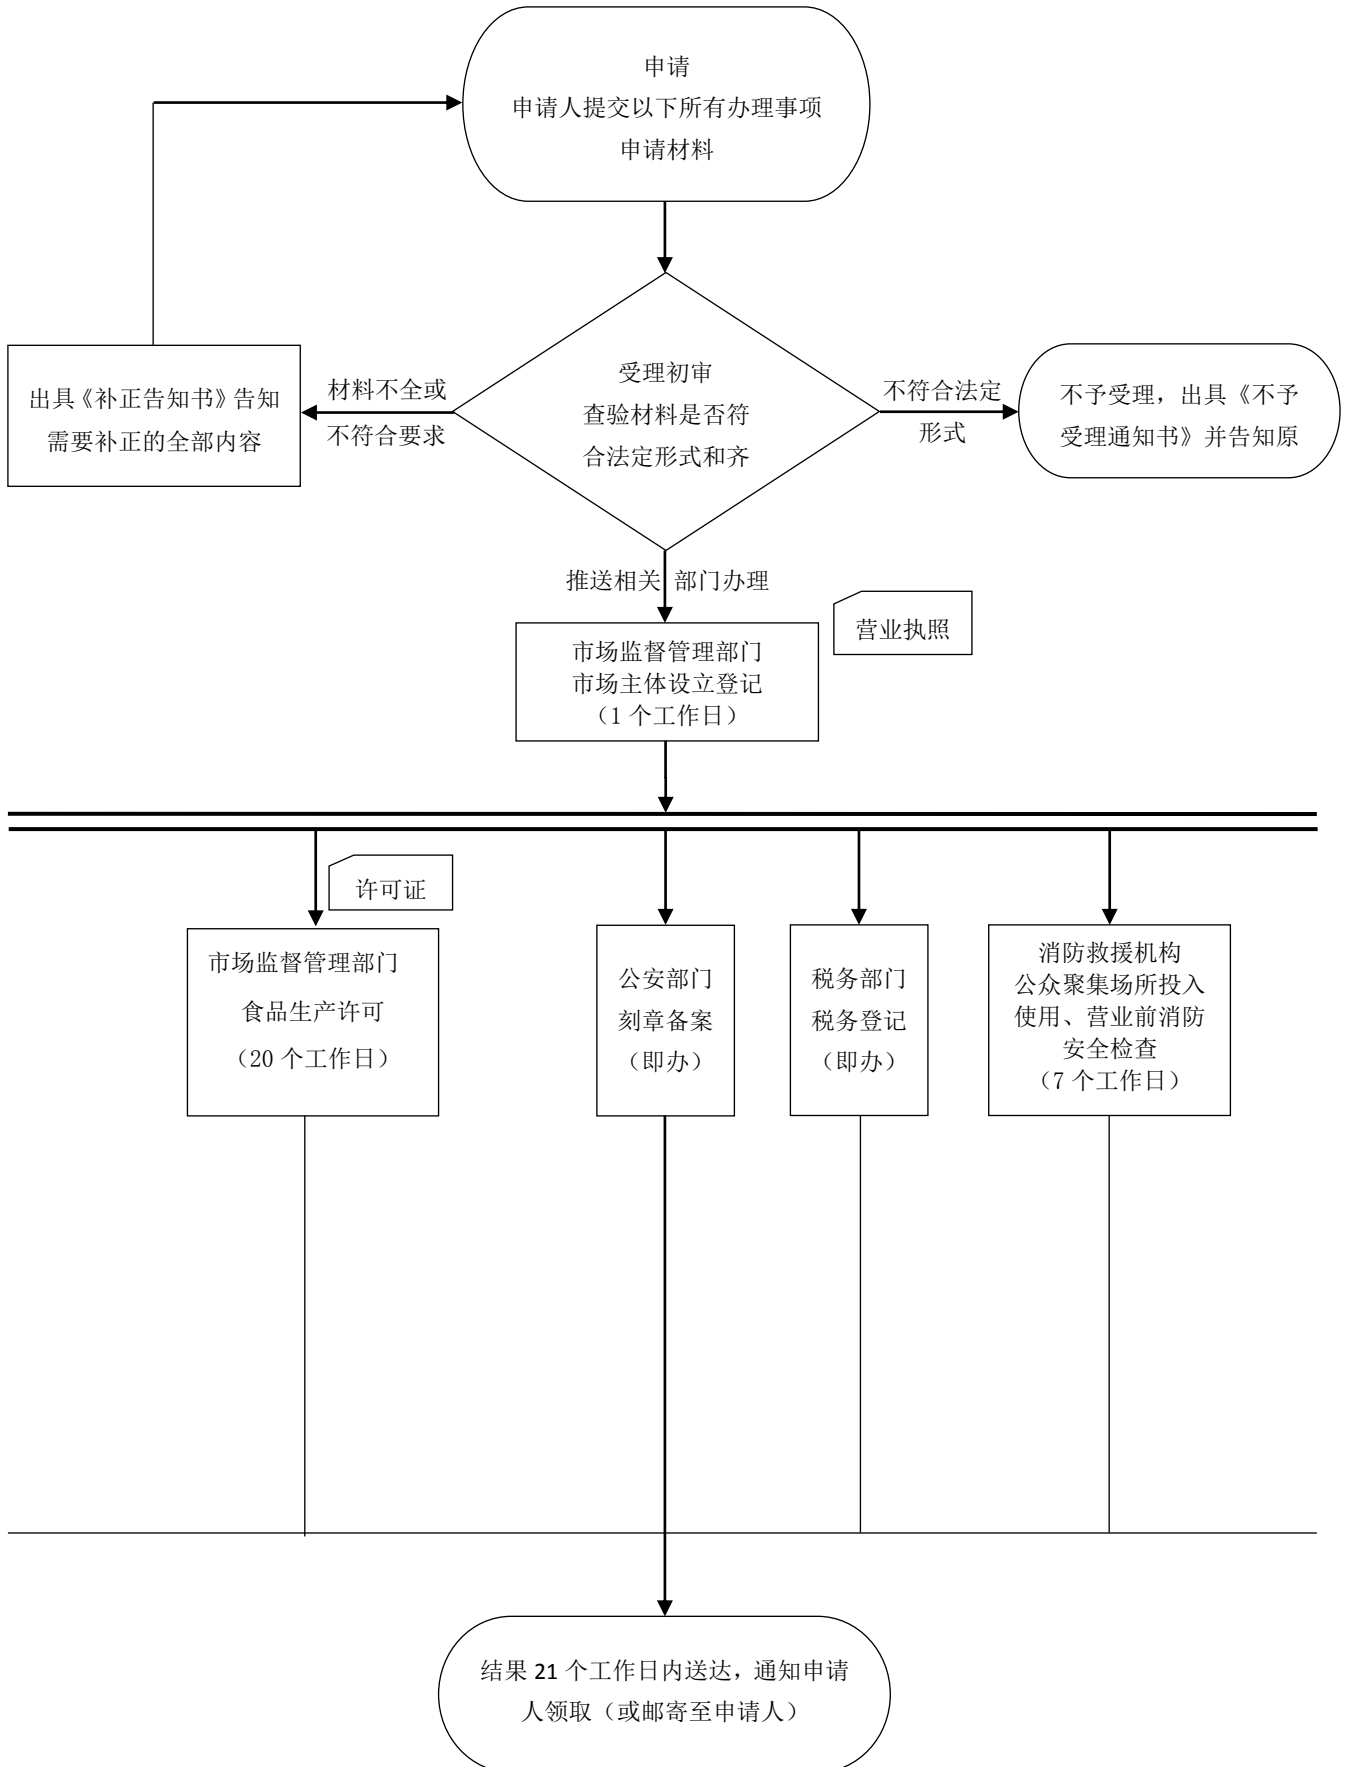 申请
申请人提交以下所有办理事项
申请材料
出具《补正告知书》告知
需要补正的全部内容
材料不全或
不符合要求
受理初审
查验材料是否符
合法定形式和齐
不符合法定
形式
不予受理，出具《不予
受理通知书》并告知原
推送相关 部门办理
营业执照
市场监督管理部门
市场主体设立登记
（1 个工作日）
许可证
市场监督管理部门
食品生产许可
（20 个工作日）
公安部门
刻章备案
（即办）
税务部门
税务登记
（即办）
消防救援机构
公众聚集场所投入
使用、营业前消防
安全检查
（7 个工作日）
结果 21 个工作日内送达，通知申请
人领取（或邮寄至申请人）